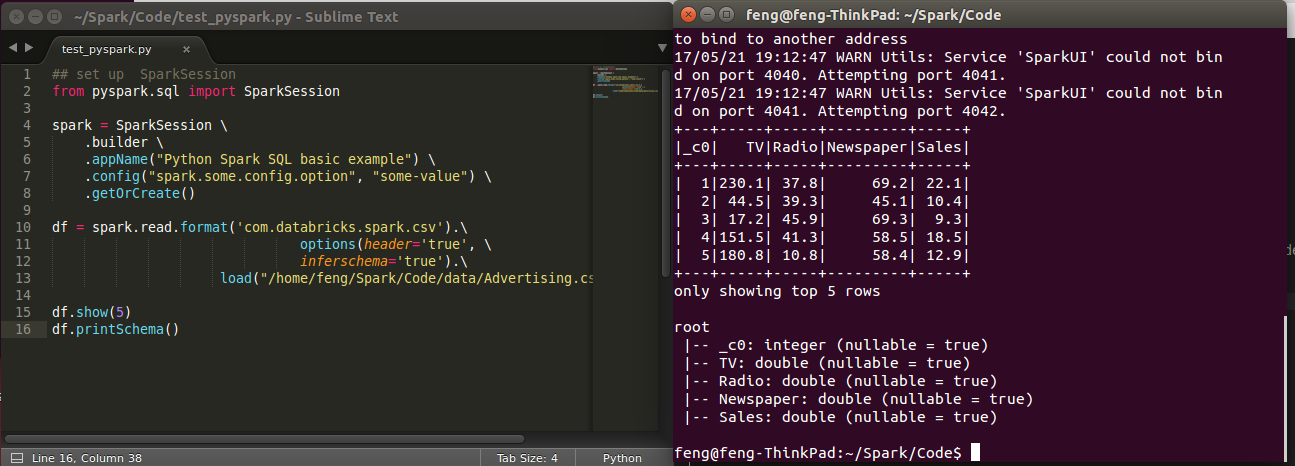 ~/Spark/Code/test_pyspark.py - Sublime Text
test_pyspark.py ×
1 ## set up  SparkSession
2 from pyspark.sql import SparkSession
3
4 spark = SparkSession \
5     .builder \
6     .appName("Python Spark SQL basic example") \
7     .config("spark.some.config.option", "some-value") \
8     .getOrCreate()
9
10 df = spark.read.format('com.databricks.spark.csv').\
11                              options(header='true', \
12                              inferschema='true').\
13                     load("/home/feng/Spark/Code/data/Advertising.cs
14
15 df.show(5)
16 df.printSchema()
Line 16, Column 38 Tab Size: 4 Python
feng@feng-ThinkPad: ~/Spark/Code
to bind to another address
17/05/21 19:12:47 WARN Utils: Service 'SparkUI' could not bin
d on port 4040. Attempting port 4041.
17/05/21 19:12:47 WARN Utils: Service 'SparkUI' could not bin
d on port 4041. Attempting port 4042.
+---+-----+-----+---------+-----+
|_c0|   TV|Radio|Newspaper|Sales|
+---+-----+-----+---------+-----+
|  1|230.1| 37.8|     69.2| 22.1|
|  2| 44.5| 39.3|     45.1| 10.4|
|  3| 17.2| 45.9|     69.3|  9.3|
|  4|151.5| 41.3|     58.5| 18.5|
|  5|180.8| 10.8|     58.4| 12.9|
+---+-----+-----+---------+-----+
only showing top 5 rows
root
 |-- _c0: integer (nullable = true)
 |-- TV: double (nullable = true)
 |-- Radio: double (nullable = true)
 |-- Newspaper: double (nullable = true)
 |-- Sales: double (nullable = true)
feng@feng-ThinkPad:~/Spark/Code$